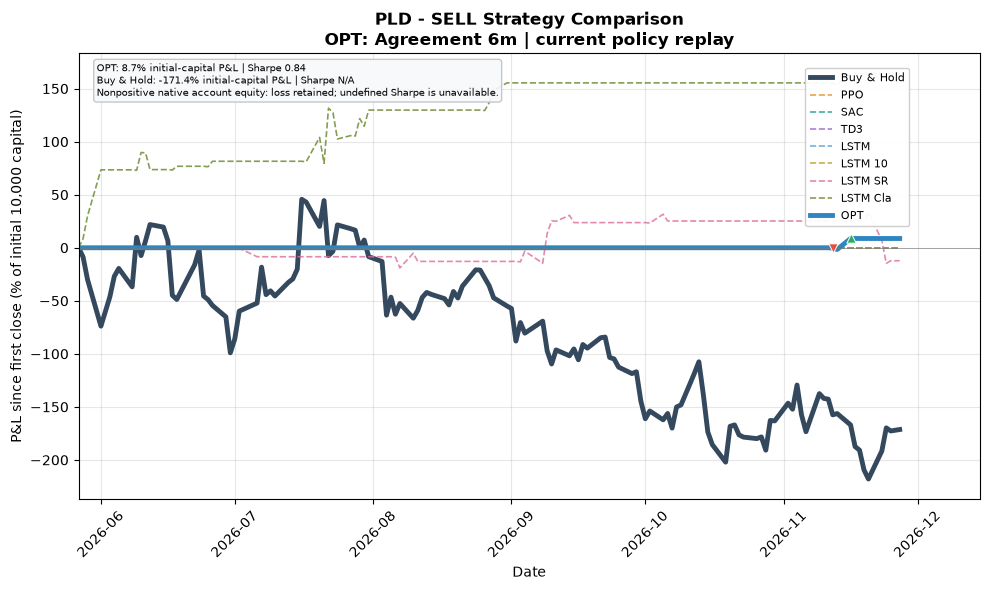 PLD - SELL Strategy Comparison
OPT: Agreement 6m | current policy replay
OPT: 8.7% initial-capital P&L | Sharpe 0.84
Buy & Hold: -171.4% initial-capital P&L | Sharpe N/A
Nonpositive native account equity: loss retained; undefined Sharpe is unavailable.
Buy & Hold
PPO
SAC
TD3
LSTM
LSTM 10
LSTM SR
LSTM Cla
OPT
P&L since first close (% of initial 10,000 capital)
150
100
50
0
−50
−100
−150
−200
2026-06
2026-07
2026-08
2026-09
2026-10
2026-11
2026-12
Date